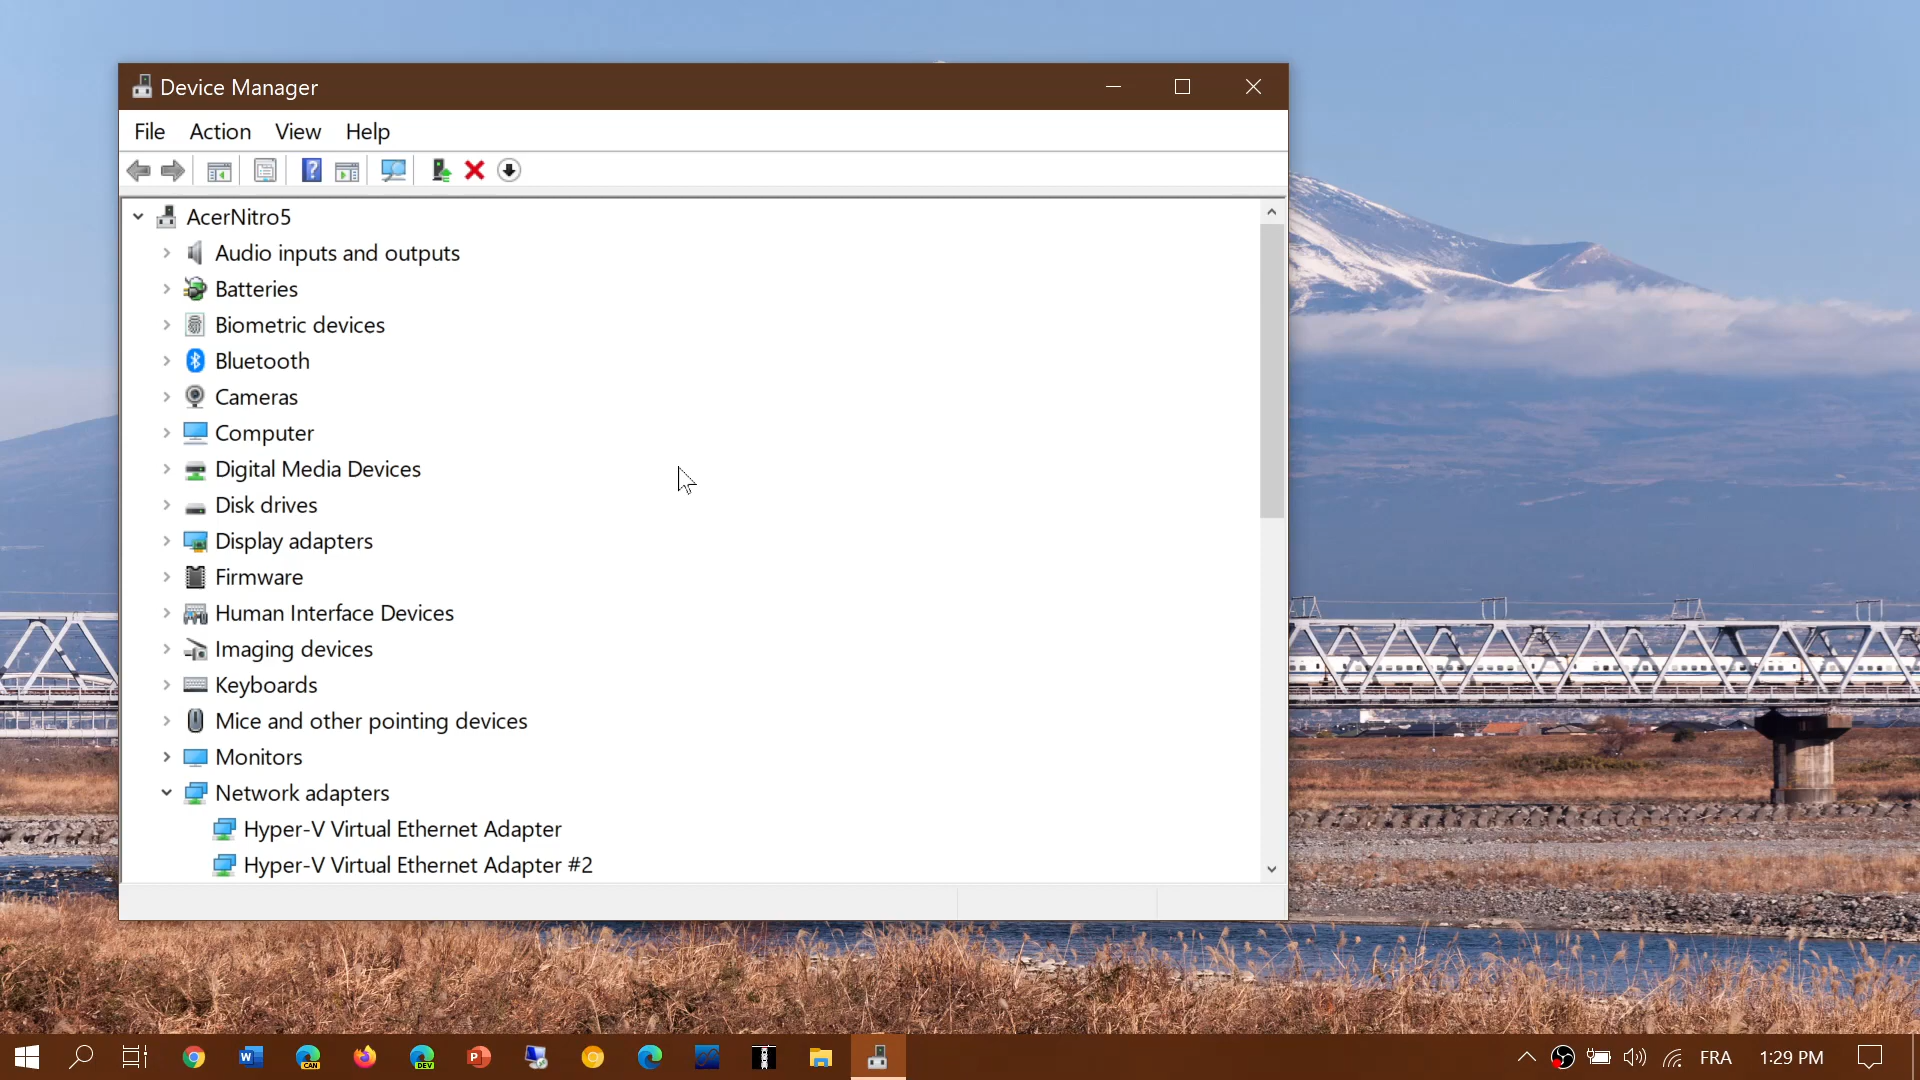 Device Manager
File Action View Help
AcerNitro5
Audio inputs and outputs
Batteries
Biometric devices
Bluetooth
Cameras
Computer
Digital Media Devices
Disk drives
Display adapters
Firmware
Human Interface Devices
Imaging devices
Keyboards
Mice and other pointing devices
Monitors
Network adapters
Hyper-V Virtual Ethernet Adapter
Hyper-V Virtual Ethernet Adapter #2
CAN DEV FRA 1:29 PM